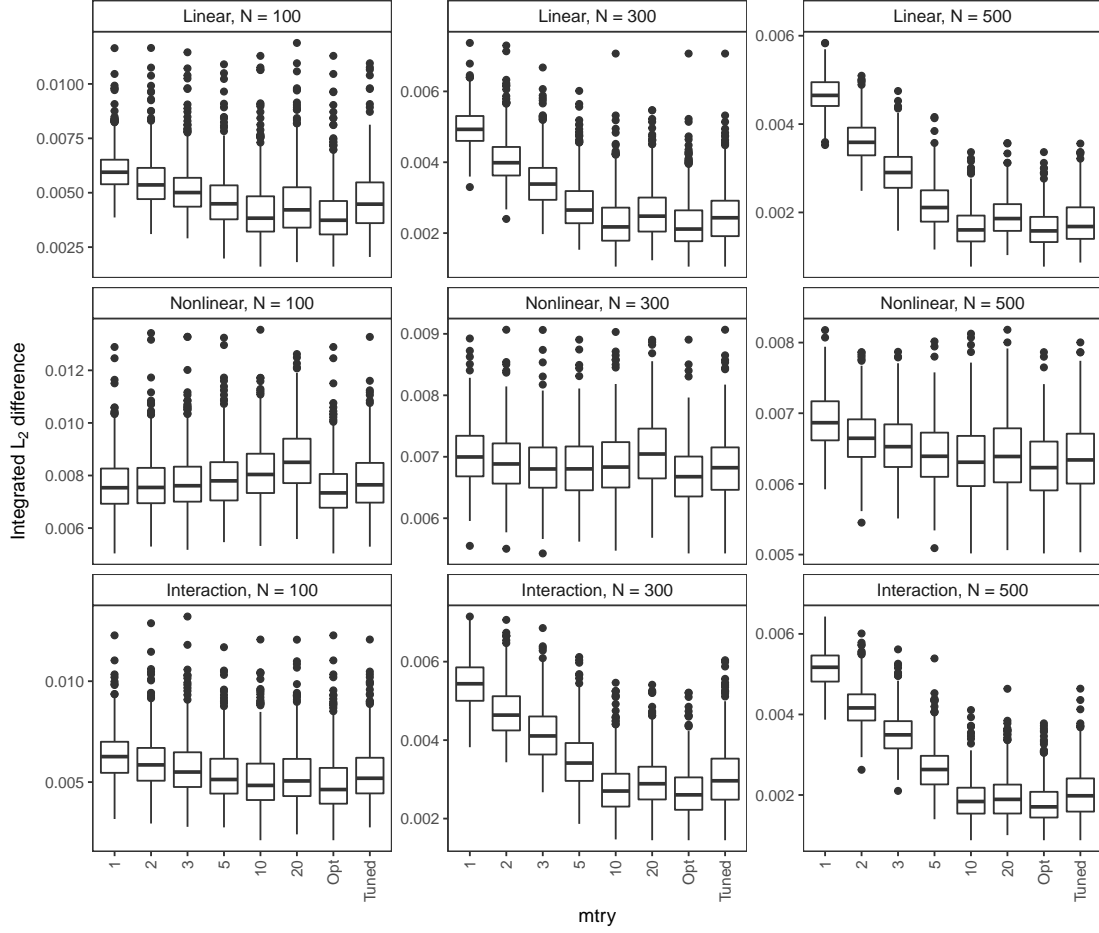 Linear, N = 100
Linear, N = 300
Linear, N = 500
0.0100
0.0075
0.0050
0.0025
0.006
0.004
0.002
0.006
0.004
0.002
Nonlinear, N = 100
Nonlinear, N = 300
Nonlinear, N = 500
0.012
0.010
0.008
0.006
0.009
0.008
0.007
0.006
0.008
0.007
0.006
0.005
Interaction, N = 100
Interaction, N = 300
Interaction, N = 500
0.010
0.005
0.006
0.004
0.002
0.006
0.004
0.002
Integrated L₂ difference
1 2 3 5 10 20 Opt Tuned
1 2 3 5 10 20 Opt Tuned
1 2 3 5 10 20 Opt Tuned
mtry